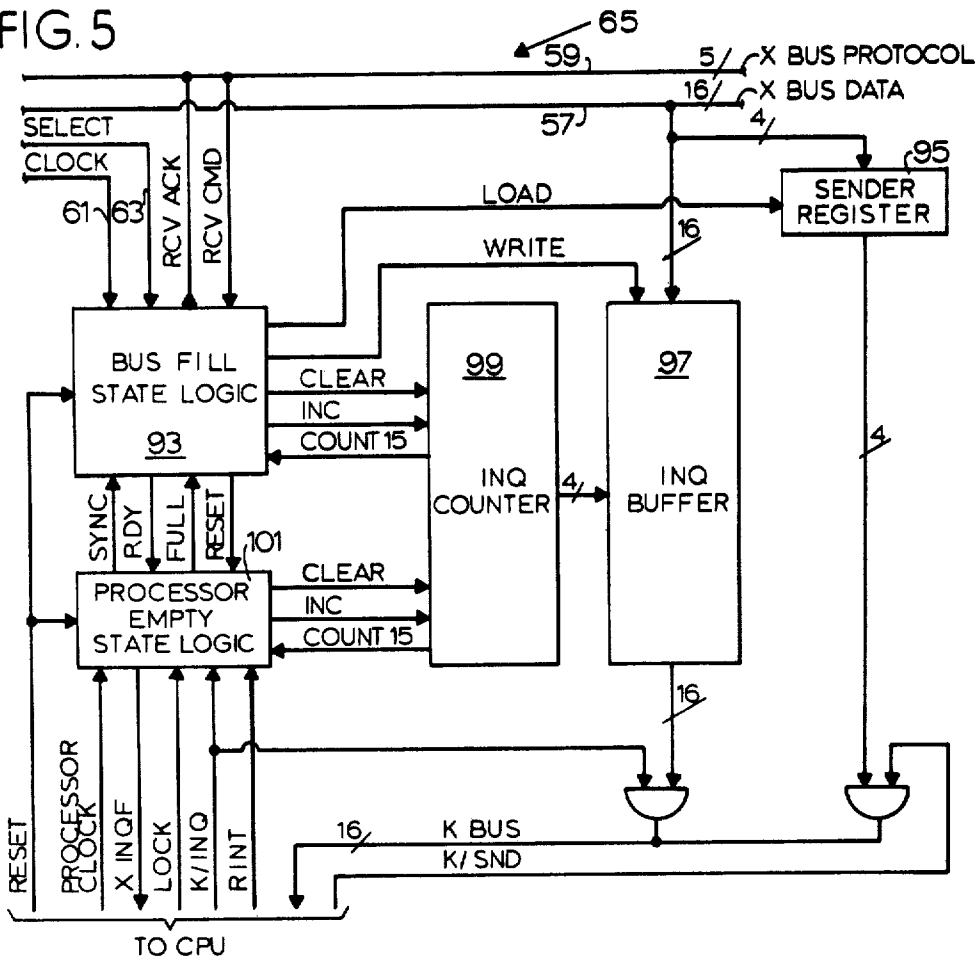 FIG. 5
65
59
5
X BUS PROTOCOL
16
X BUS DATA
57
SELECT
4
CLOCK
95
61
63
RCV ACK
RCV CMD
LOAD
SENDER
REGISTER
16
WRITE
BUS FILL
STATE LOGIC
93
99
97
CLEAR
INC
COUNT 15
4
INQ
COUNTER
4
INQ
BUFFER
SYNC
RDY
FULL
RESET
101
PROCESSOR
EMPTY
STATE LOGIC
CLEAR
INC
COUNT 15
16
RESET
PROCESSOR
CLOCK
X INQF
LOCK
K/INQ
RINT
16
K BUS
K/SND
TO CPU